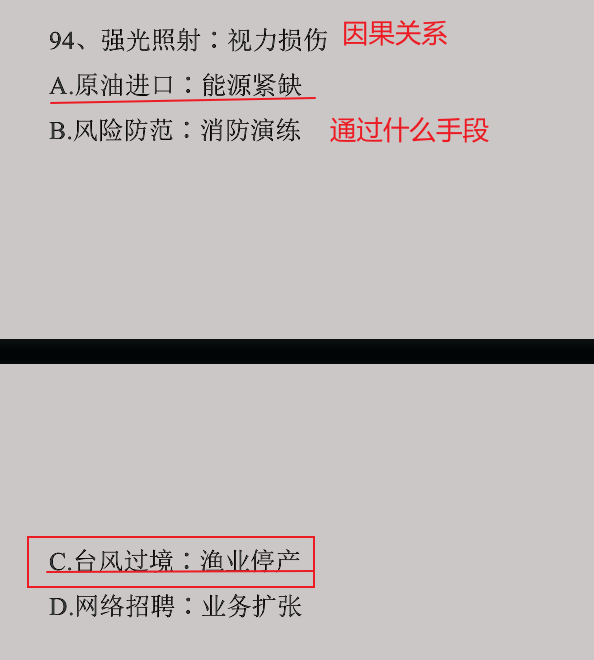 94、强光照射：视力损伤 因果关系
A.原油进口：能源紧缺
B.风险防范：消防演练 通过什么手段
C.台风过境：渔业停产
D.网络招聘：业务扩张